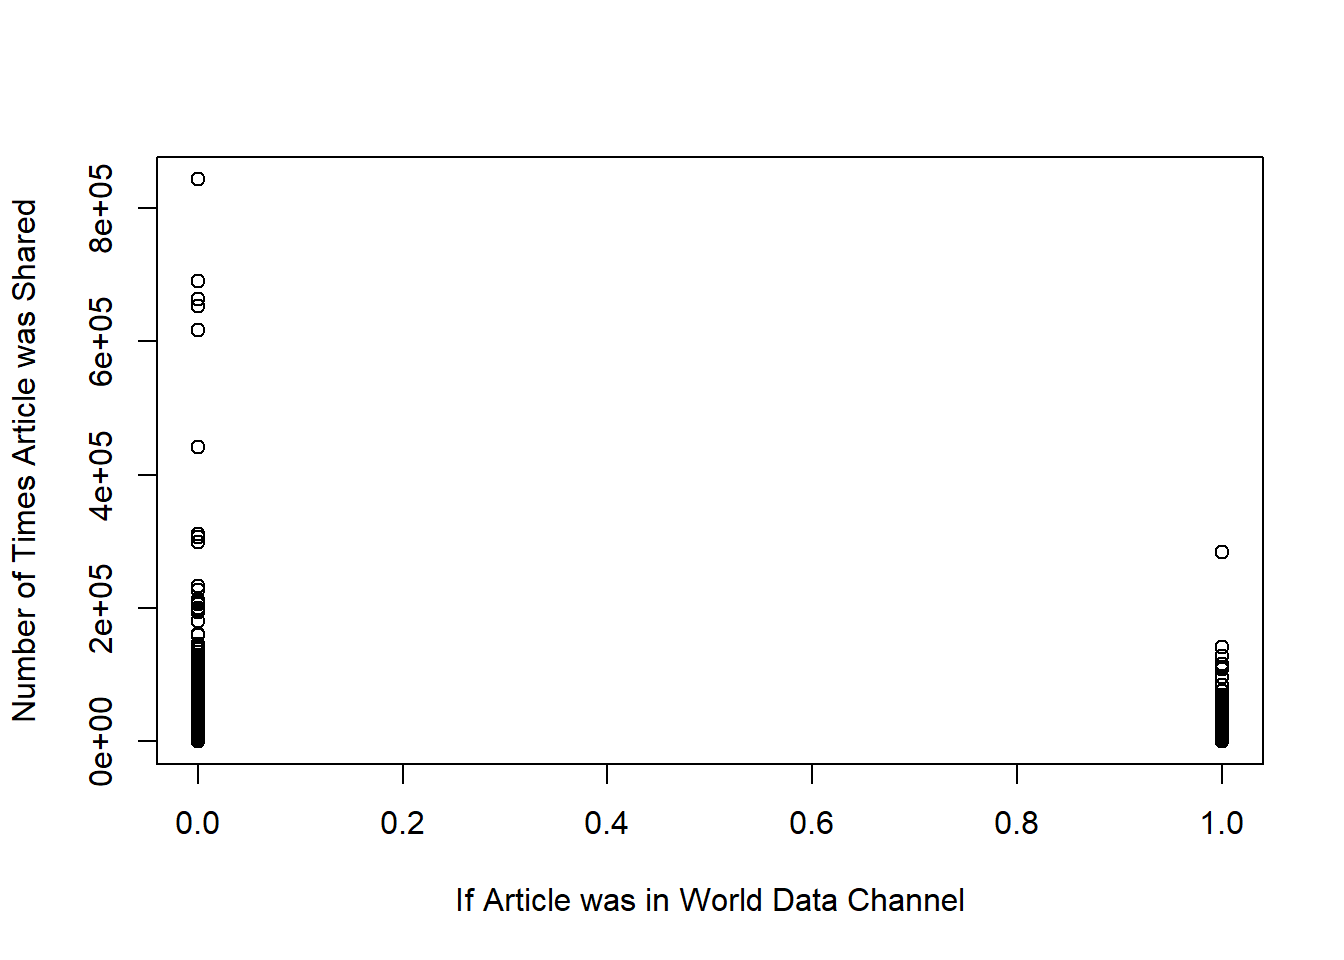 Number of Times Article was Shared
8e+05
6e+05
4e+05
2e+05
0e+00
0.0 0.2 0.4 0.6 0.8 1.0
If Article was in World Data Channel